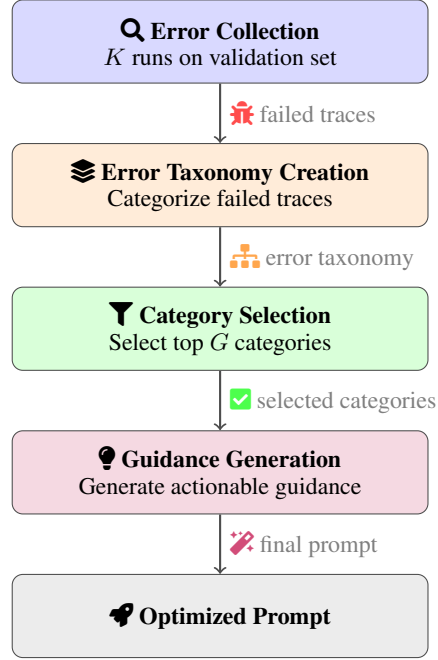 Error Collection
K runs on validation set
failed traces
Error Taxonomy Creation
Categorize failed traces
error taxonomy
Category Selection
Select top G categories
selected categories
Guidance Generation
Generate actionable guidance
final prompt
Optimized Prompt